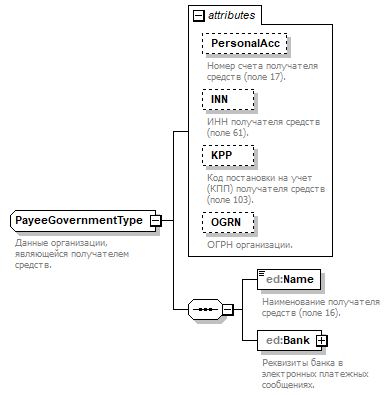 attributes
PersonalAcc
Номер счета получателя
средств (поле 17).
INN
ИНН получателя средств
(поле 61).
KPP
Код постановки на учет
(КПП) получателя средств
(поле 103).
OGRN
ОГРН организации.
PayeeGovernmentType
Данные организации,
являющейся получателем
средств.
ed:Name
Наименование получателя
средств (поле 16).
ed:Bank
Реквизиты банка в
электронных платежных
сообщениях.